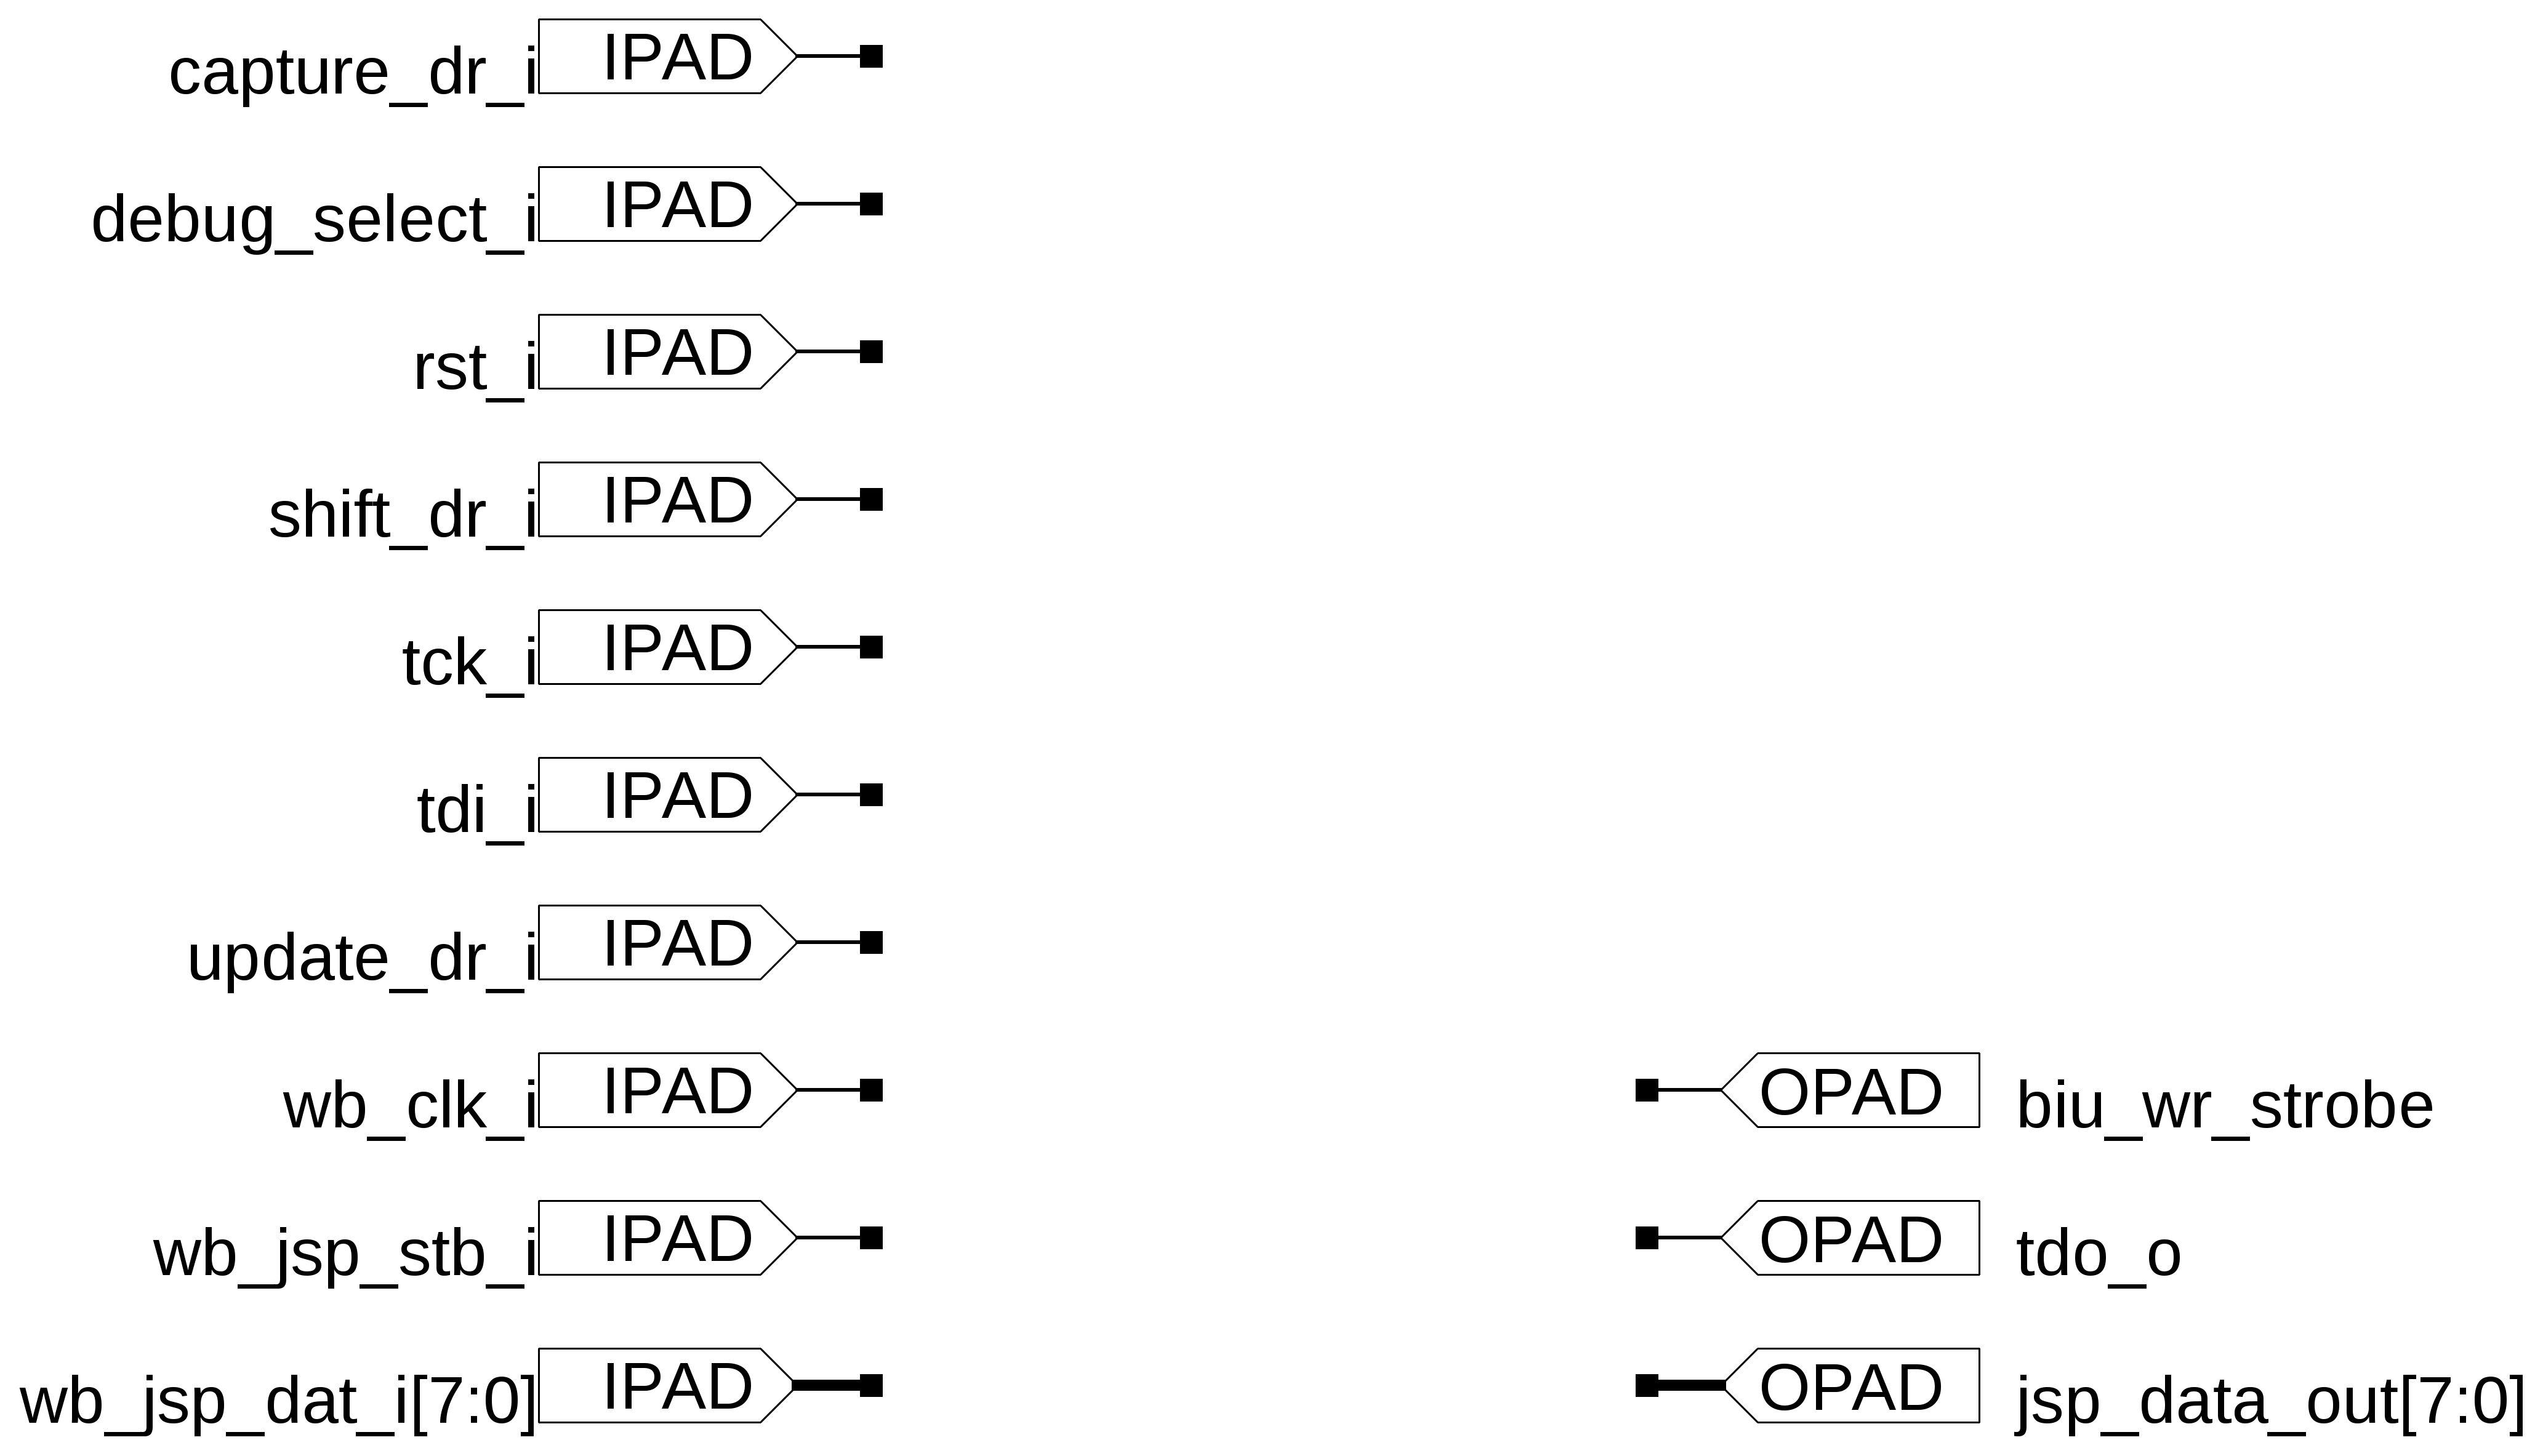 capture_dr_i IPAD
debug_select_i IPAD
rst_i IPAD
shift_dr_i IPAD
tck_i IPAD
tdi_i IPAD
update_dr_i IPAD
wb_clk_i IPAD OPAD biu_wr_strobe
wb_jsp_stb_i IPAD OPAD tdo_o
wb_jsp_dat_i[7:0] IPAD OPAD jsp_data_out[7:0]